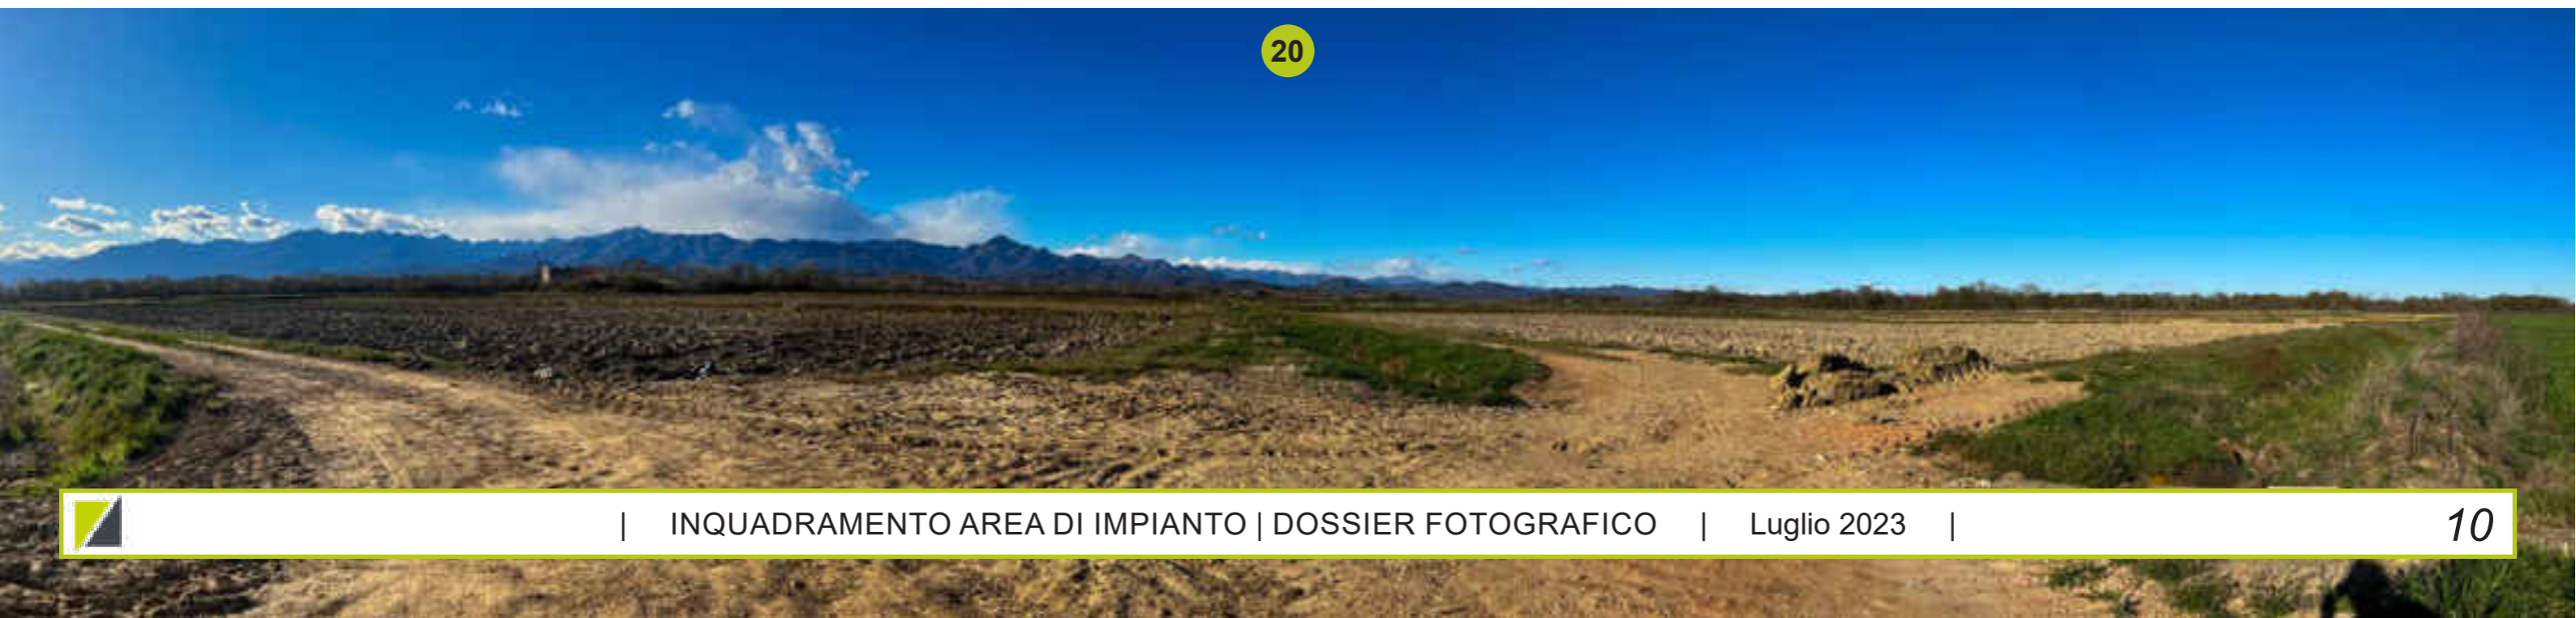 20
| INQUADRAMENTO AREA DI IMPIANTO | DOSSIER FOTOGRAFICO | Luglio 2023 | 10